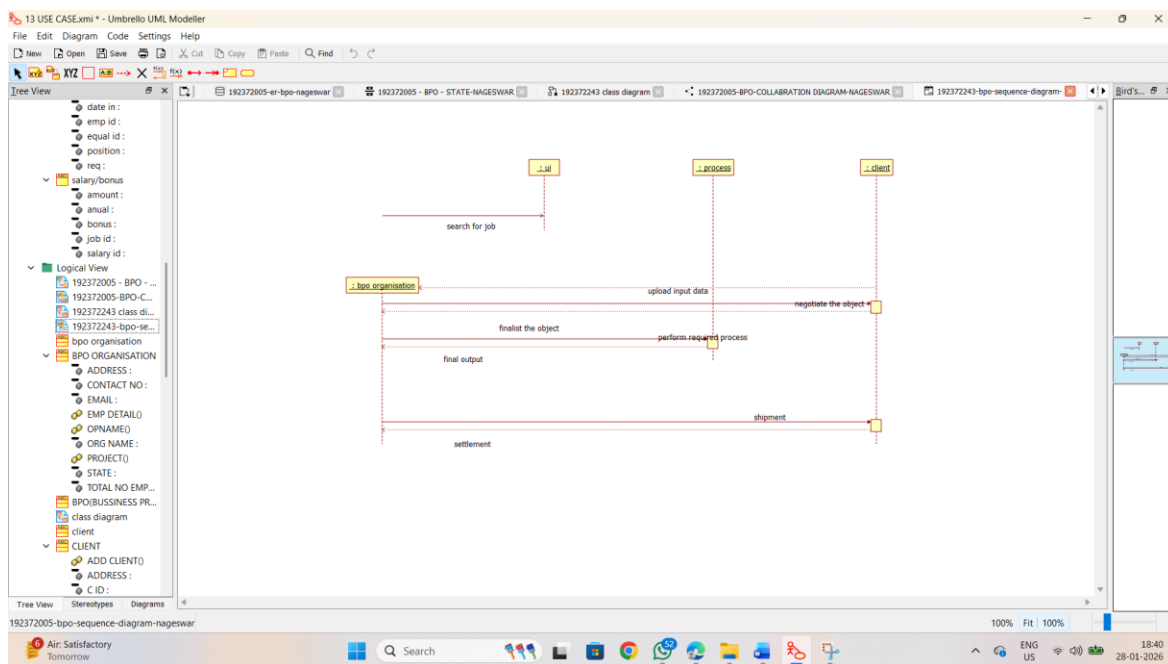 13 USE CASE.xmi * - Umbrello UML Modeller
File Edit Diagram Code Settings Help
New Open Save Cut Copy Paste Find
XYZ XYZ A.B f(x)
Tree View
192372005-er-bpo-nageswar 192372005 - BPO - STATE-NAGESWAR 192372243 class diagram 192372005-BPO-COLLABRATION DIAGRAM-NAGESWAR 192372243-bpo-sequence-diagram-
Bird's...
date in :
emp id :
equal id :
position :
req :
salary/bonus
amount :
anual :
bonus :
job id :
salary id :
Logical View
192372005 - BPO - ...
192372005-BPO-C...
192372243 class di...
192372243-bpo-se...
bpo organisation
BPO ORGANISATION
ADDRESS :
CONTACT NO :
EMAIL :
EMP DETAIL()
OPNAME()
ORG NAME :
PROJECT()
STATE :
TOTAL NO EMP...
BPO(BUSSINESS PR...
class diagram
client
CLIENT
ADD CLIENT()
ADDRESS :
C ID :
Tree View Stereotypes Diagrams
: ui : process : client
search for job
: bpo organisation
upload input data
negotiate the object
finalist the object
perform required process
final output
shipment
settlement
192372005-bpo-sequence-diagram-nageswar
100% Fit 100%
6
Air: Satisfactory
Tomorrow
Search
52
ENG
US
18:40
28-01-2026